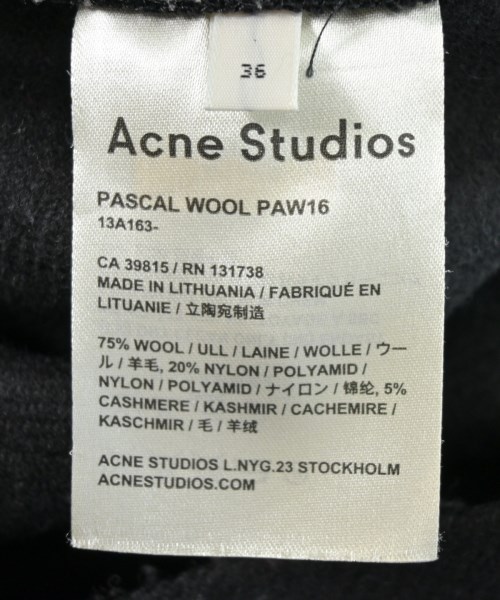 36
Acne Studios
PASCAL WOOL PAW16
13A163-
CA 39815 / RN 131738
MADE IN LITHUANIA / FABRIQUÉ EN
LITUANIE / 立陶宛制造
75% WOOL / ULL / LAINE / WOLLE / ウー
ル / 羊毛, 20% NYLON / POLYAMID /
NYLON / POLYAMID / ナイロン / 锦纶, 5%
CASHMERE / KASHMIR / CACHEMIRE /
KASCHMIR / 毛 / 羊绒
ACNE STUDIOS L.NYG.23 STOCKHOLM
ACNESTUDIOS.COM